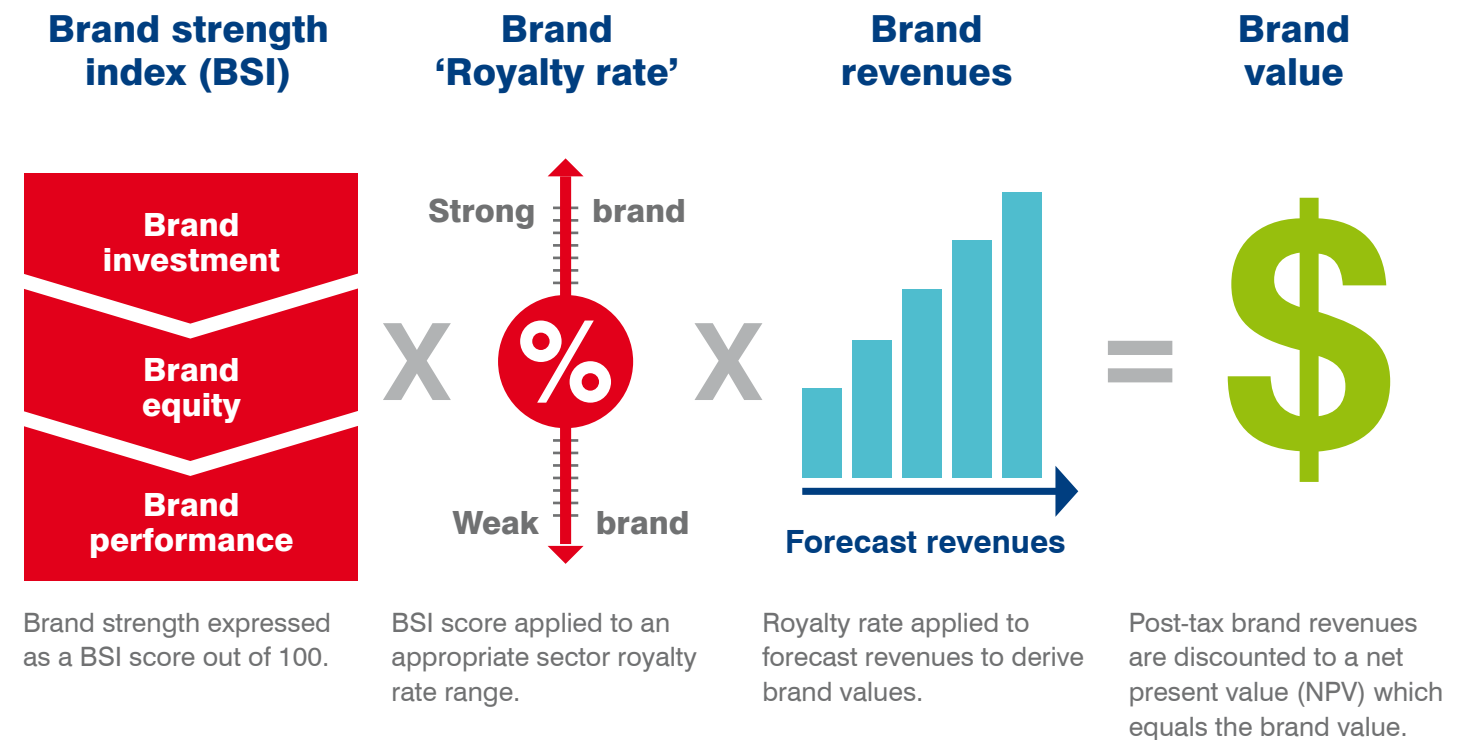 Brand strength
index (BSI)
Brand
‘Royalty rate’
Brand
revenues
Brand
value
Brand
investment
Brand
equity
Brand
performance
X
Strong brand
%
Weak brand
X
Forecast revenues
=
$
Brand strength expressed
as a BSI score out of 100.
BSI score applied to an
appropriate sector royalty
rate range.
Royalty rate applied to
forecast revenues to derive
brand values.
Post-tax brand revenues
are discounted to a net
present value (NPV) which
equals the brand value.